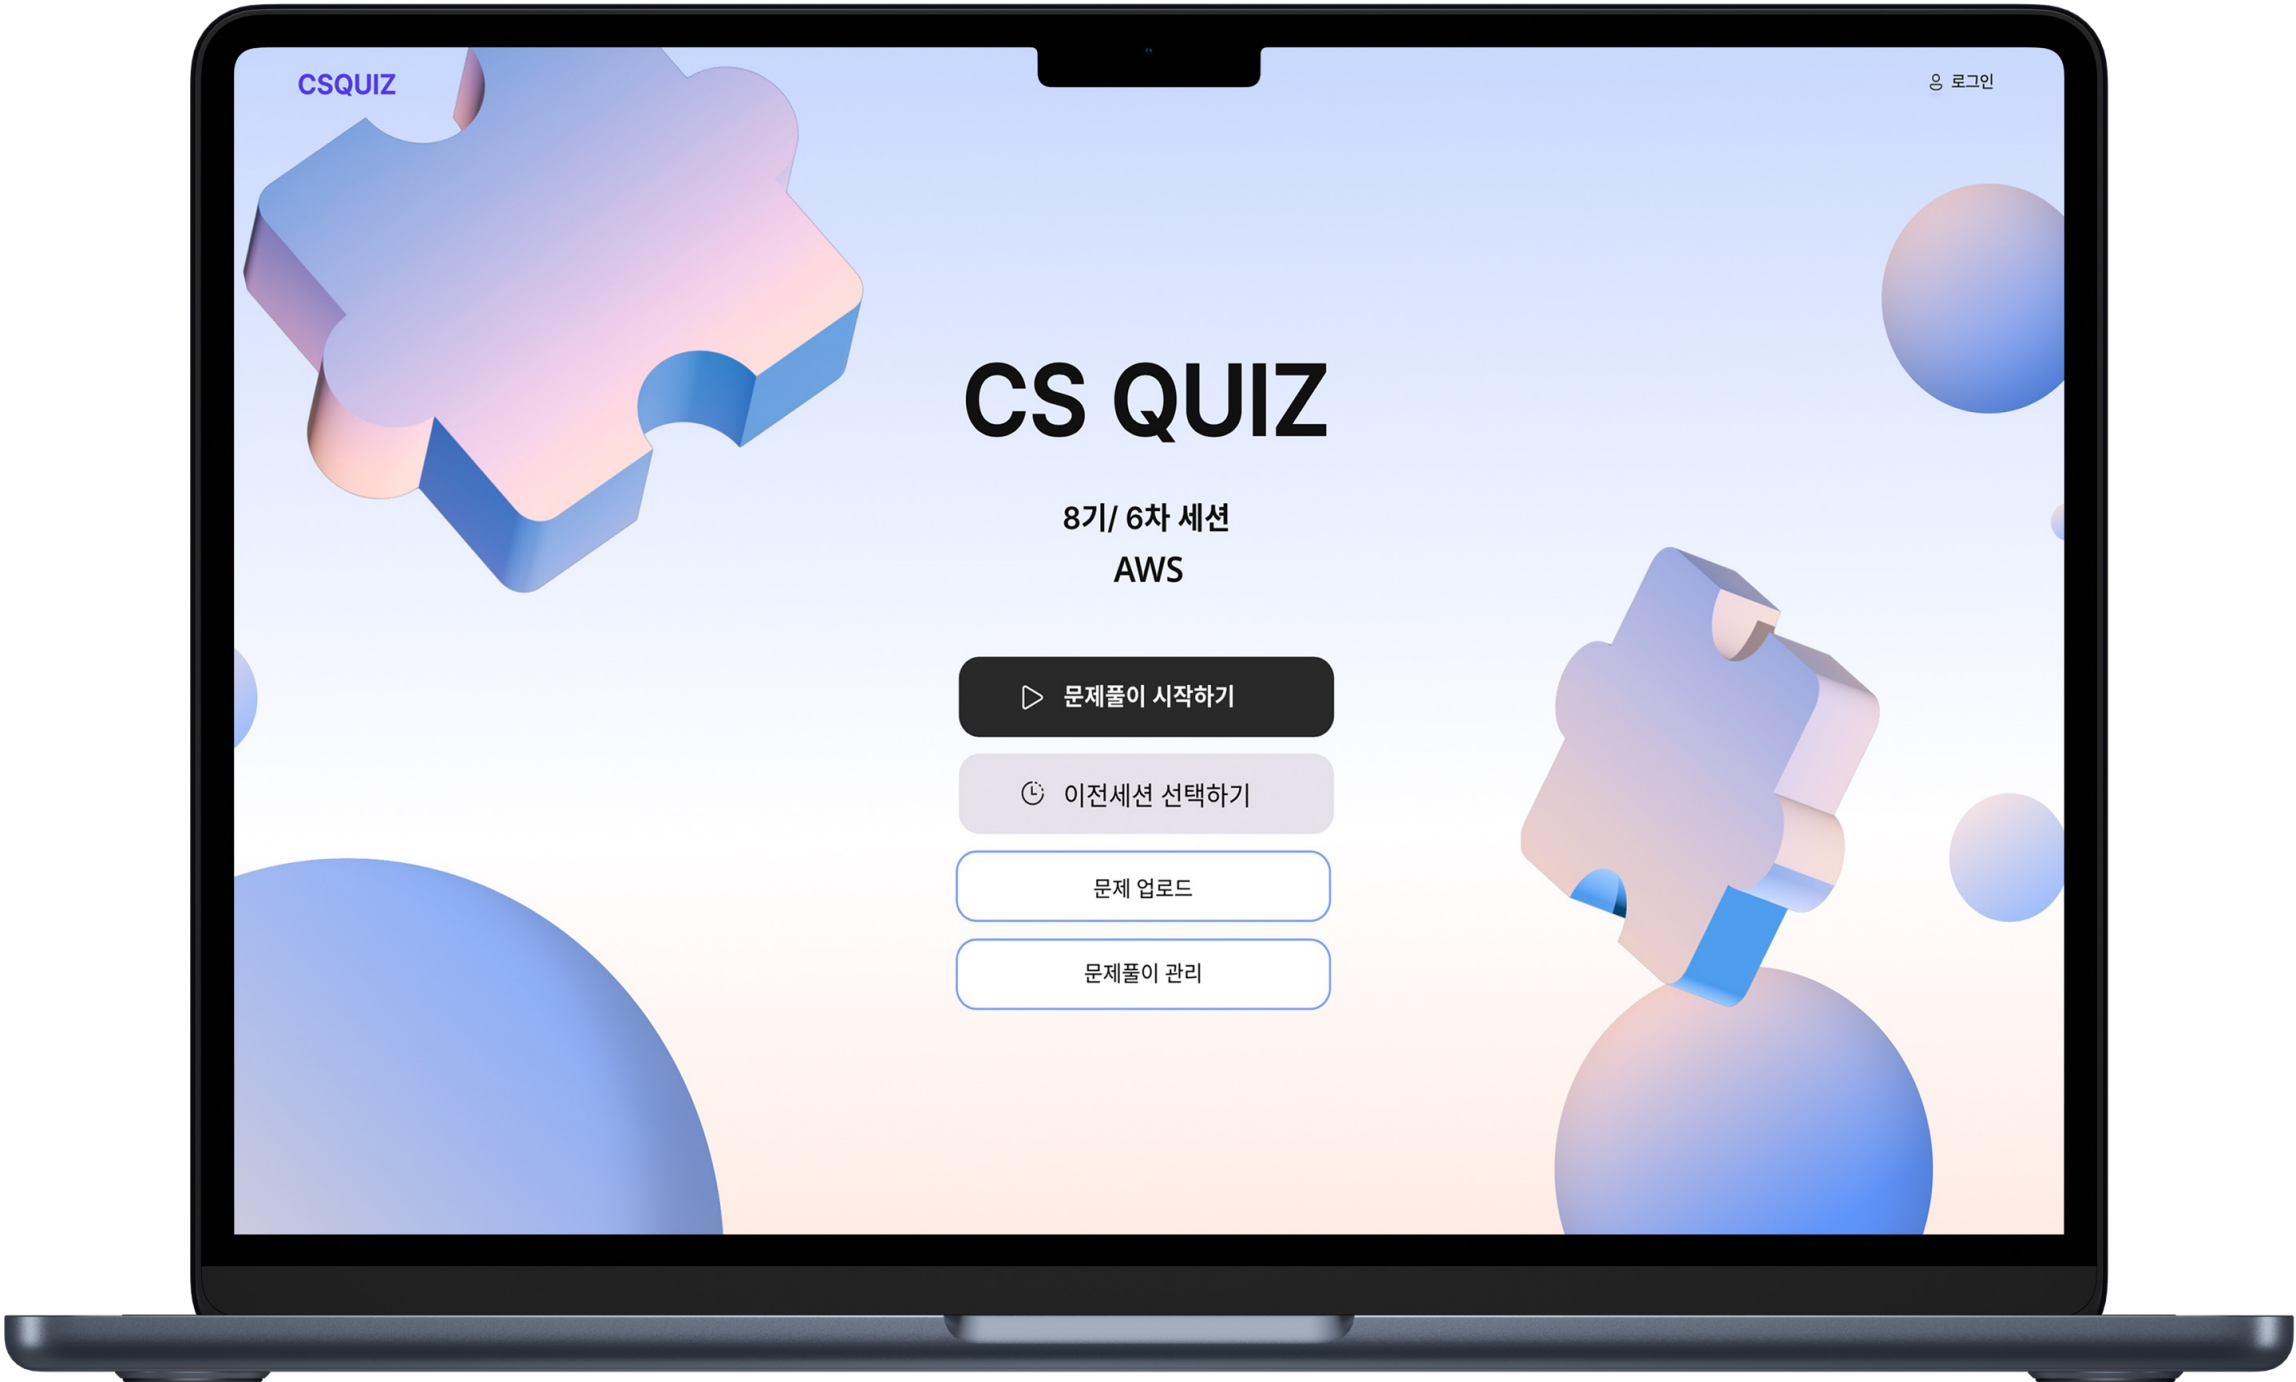 CSQUIZ
로그인
CS QUIZ
8기/ 6차 세션
AWS
문제풀이 시작하기
이전세션 선택하기
문제 업로드
문제풀이 관리